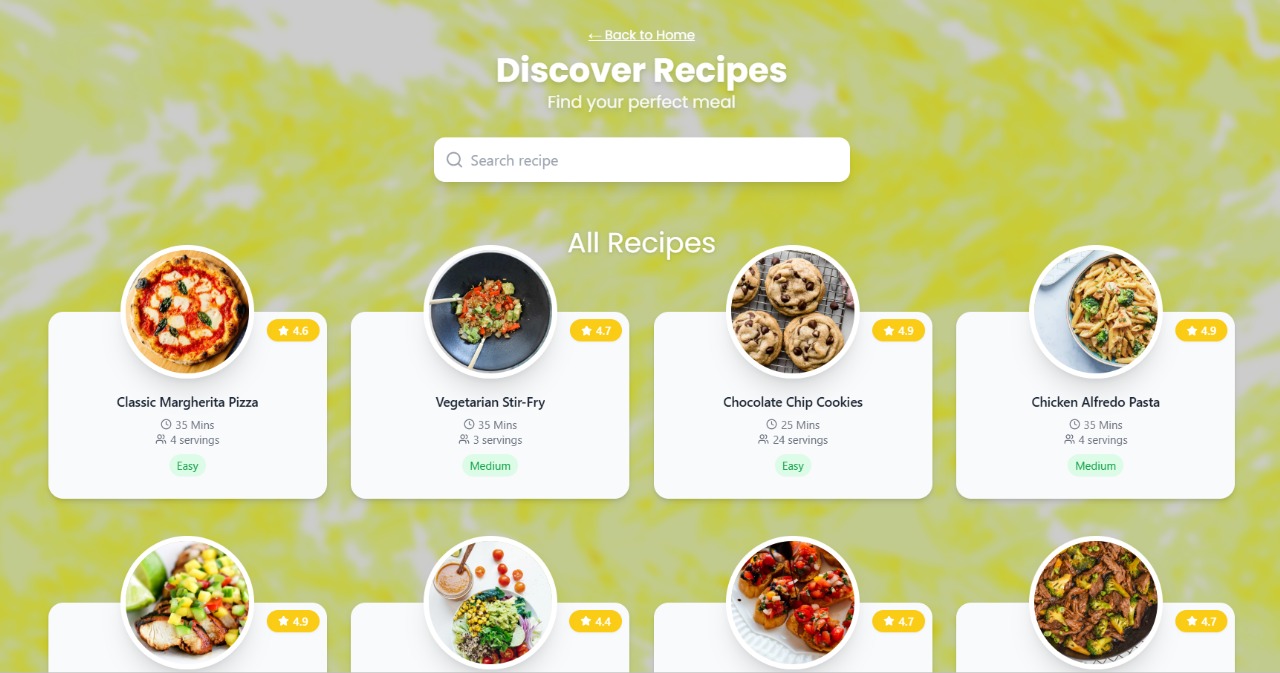 ← Back to Home
Discover Recipes
Find your perfect meal
Search recipe
All Recipes
4.6
Classic Margherita Pizza
35 Mins
4 servings
Easy
4.7
Vegetarian Stir-Fry
35 Mins
3 servings
Medium
4.9
Chocolate Chip Cookies
25 Mins
24 servings
Easy
4.9
Chicken Alfredo Pasta
35 Mins
4 servings
Medium
4.9
4.4
4.7
4.7